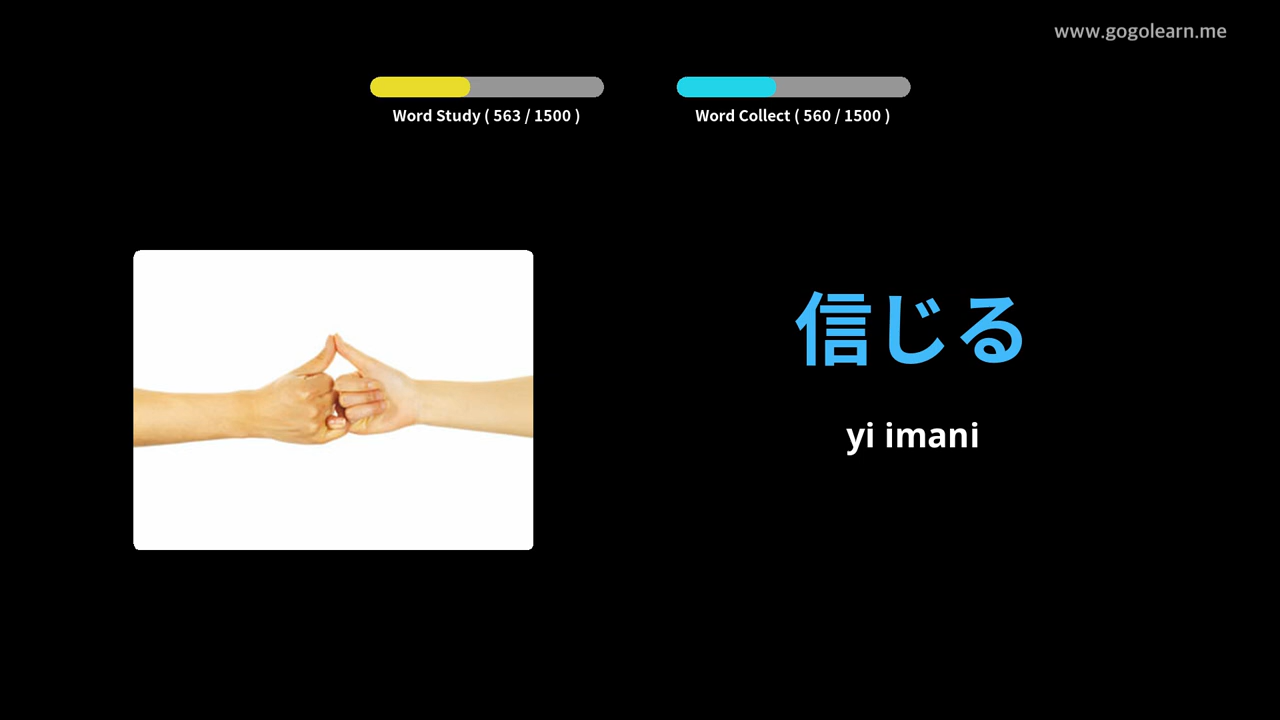 www.gogolearn.me
Word Study ( 563 / 1500 )
Word Collect ( 560 / 1500 )
信じる
yi imani